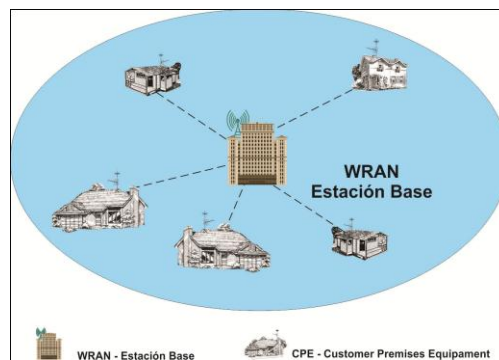 WRAN
Estación Base
WRAN - Estación Base
CPE - Customer Premises Equipament